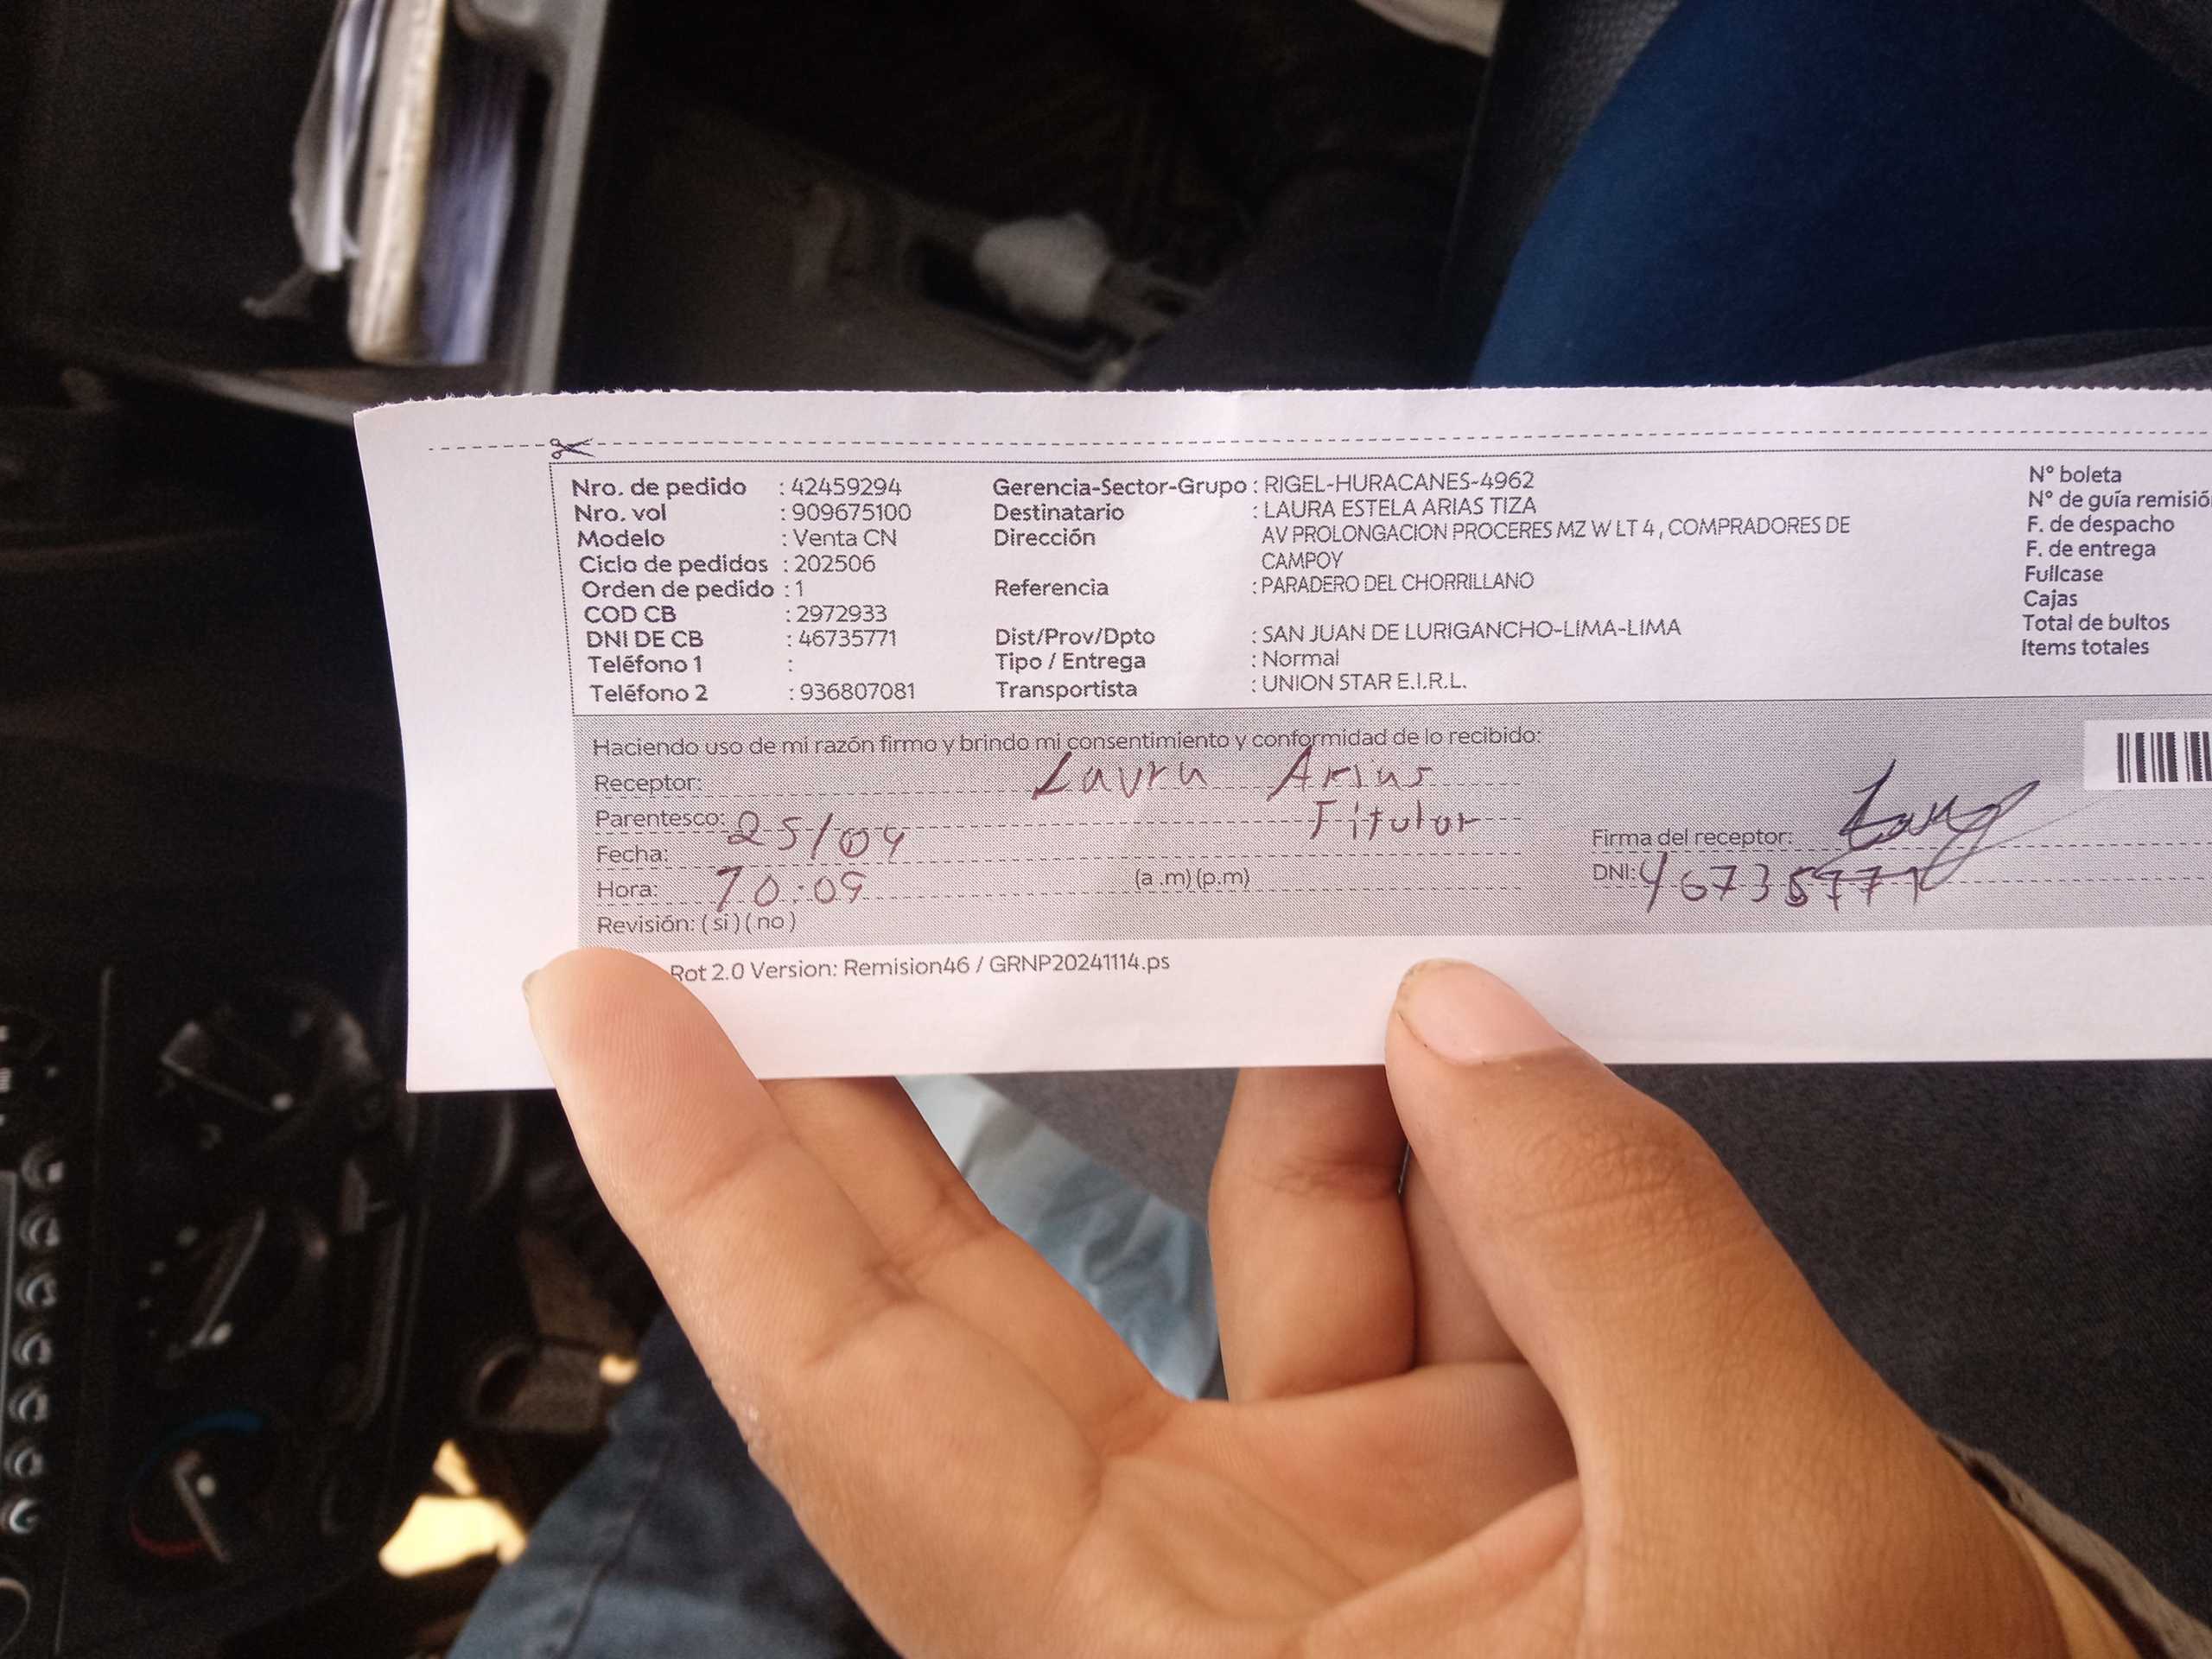 Nro. de pedido : 42459294
Nro. vol : 909675100
Modelo : Venta CN
Ciclo de pedidos : 202506
Orden de pedido : 1
COD CB : 2972933
DNI DE CB : 46735771
Teléfono 1 :
Teléfono 2 : 936807081
Gerencia-Sector-Grupo : RIGEL-HURACANES-4962
Destinatario : LAURA ESTELA ARIAS TIZA
Dirección AV PROLONGACION PROCERES MZ W LT 4 , COMPRADORES DE
CAMPOY
Referencia : PARADERO DEL CHORRILLANO
Dist/Prov/Dpto : SAN JUAN DE LURIGANCHO-LIMA-LIMA
Tipo / Entrega : Normal
Transportista : UNION STAR E.I.R.L.
N° boleta
N° de guía remisió
F. de despacho
F. de entrega
Fullcase
Cajas
Total de bultos
Items totales
Haciendo uso de mi razón firmo y brindo mi consentimiento y conformidad de lo recibido:
Receptor: Laura Arias
Parentesco: Titular
Fecha: 25/04
Hora: 10:09 (a .m) (p.m)
Revisión: ( si ) ( no )
Firma del receptor:
DNI: 46735771
Rot 2.0 Version: Remision46 / GRNP20241114.ps